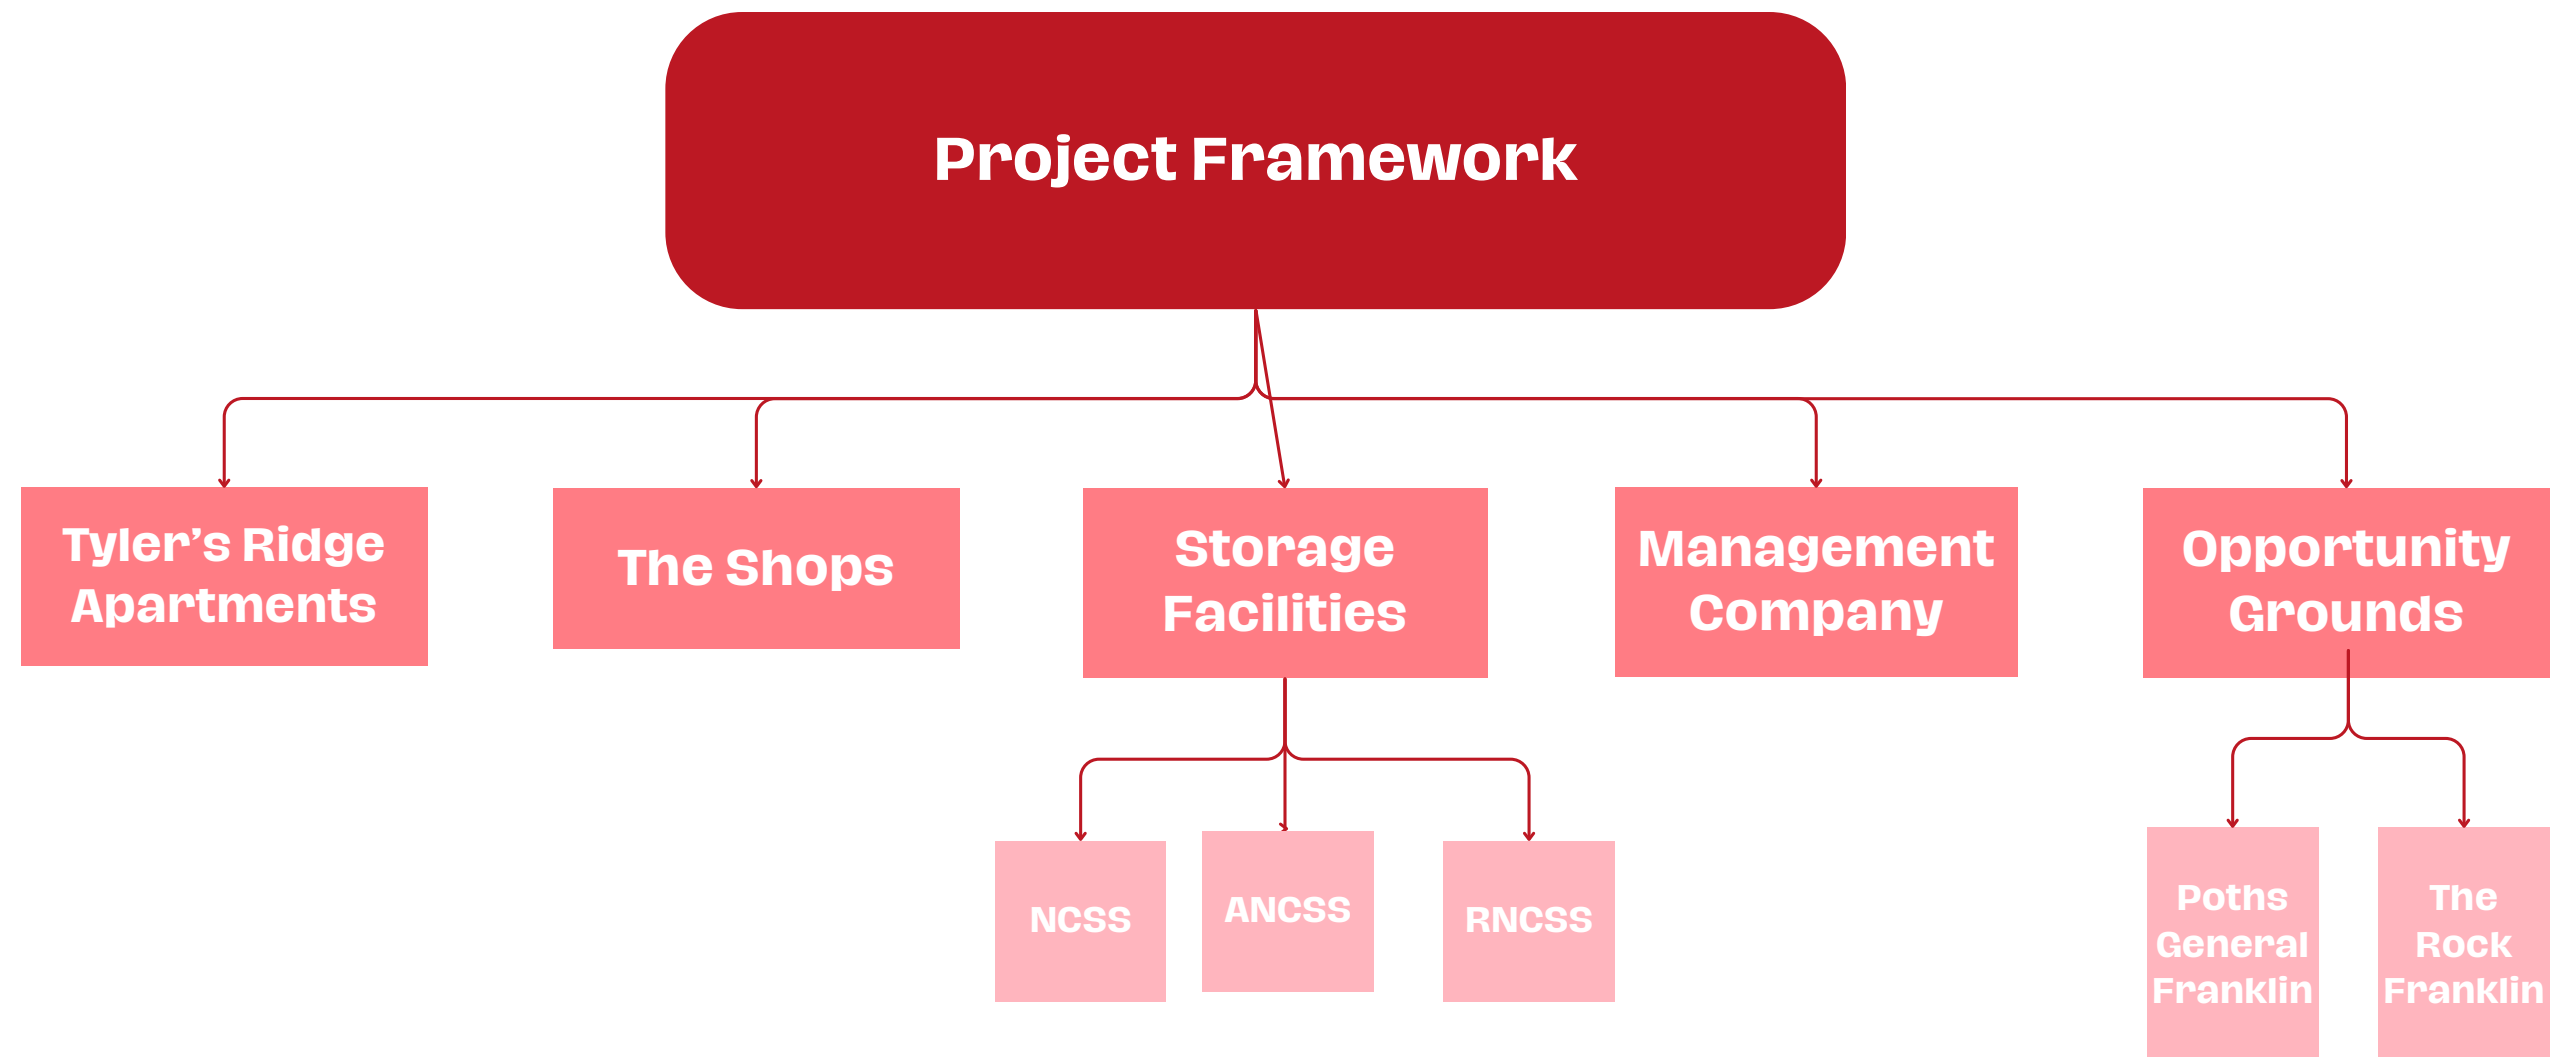 Project Framework
Tyler’s Ridge
Apartments
The Shops
Storage
Facilities
Management
Company
Opportunity
Grounds
NCSS
ANCSS
RNCSS
Poths
General
Franklin
The
Rock
Franklin